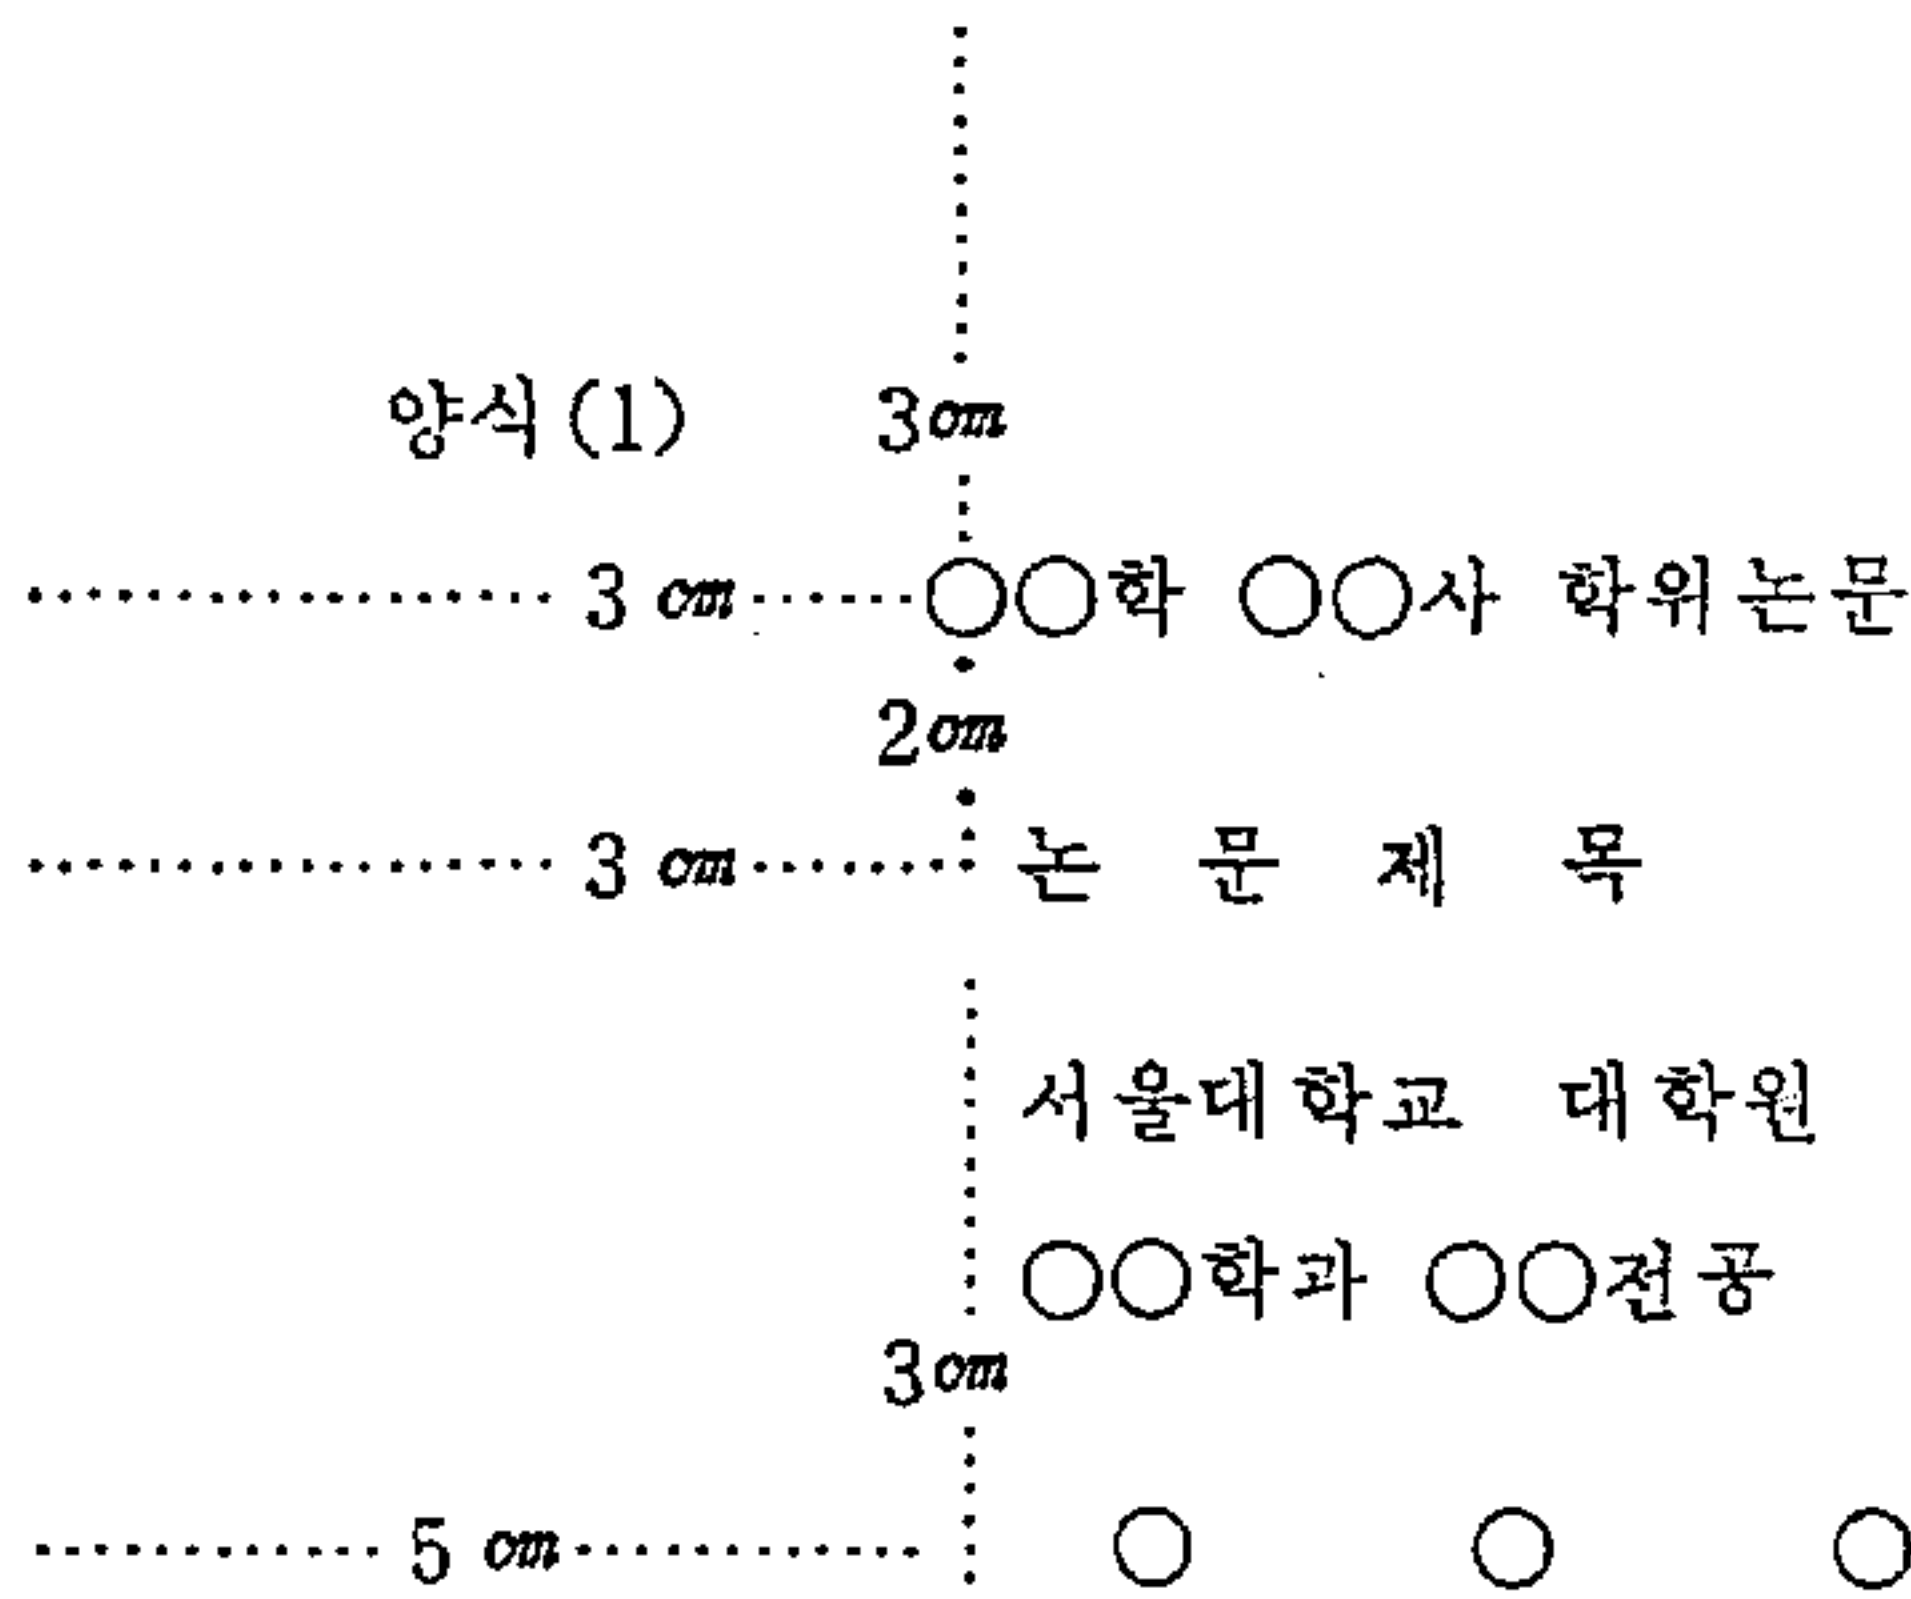 양식(1) 3cm
3 cm ○○학 ○○사 학위논문
2cm
3 cm 논 문 제 목
서울대학교 대학원
○○학과 ○○전공
3cm
5 cm ○ ○ ○